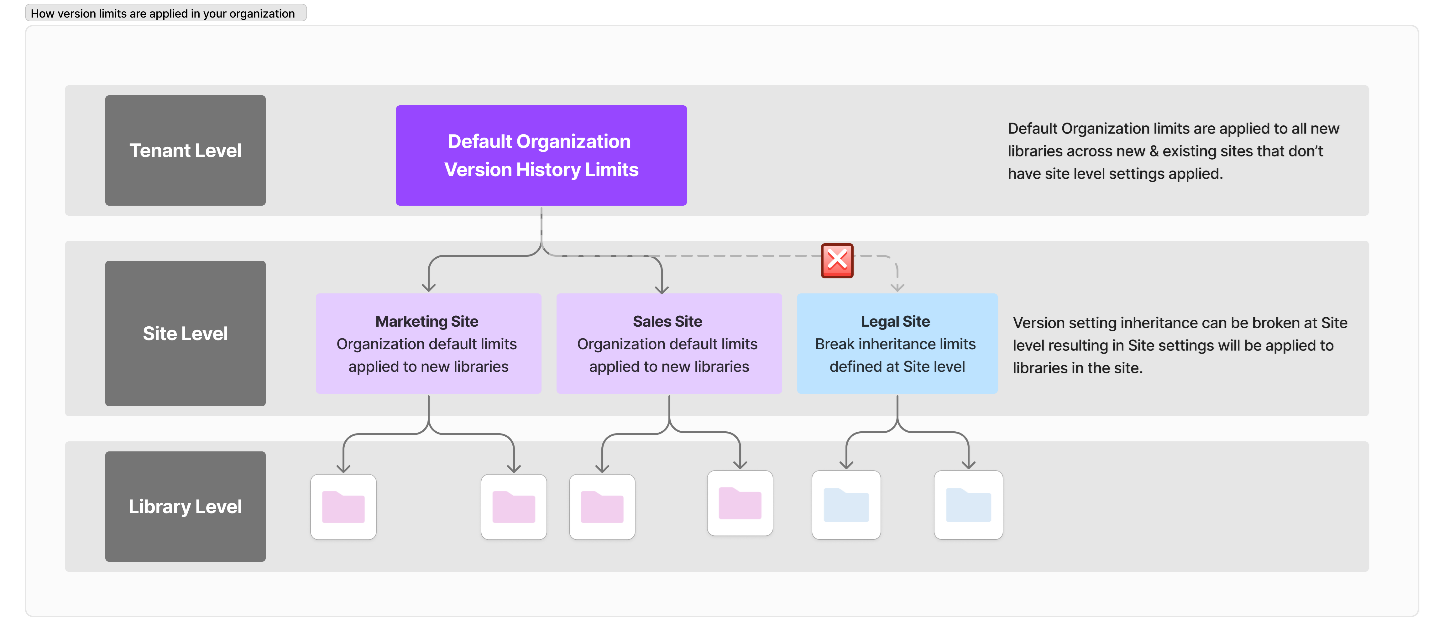 How version limits are applied in your organization
Tenant Level
Default Organization
Version History Limits
Default Organization limits are applied to all new
libraries across new & existing sites that don’t
have site level settings applied.
Site Level
Marketing Site
Organization default limits
applied to new libraries
Sales Site
Organization default limits
applied to new libraries
Legal Site
Break inheritance limits
defined at Site level
Version setting inheritance can be broken at Site
level resulting in Site settings will be applied to
libraries in the site.
Library Level